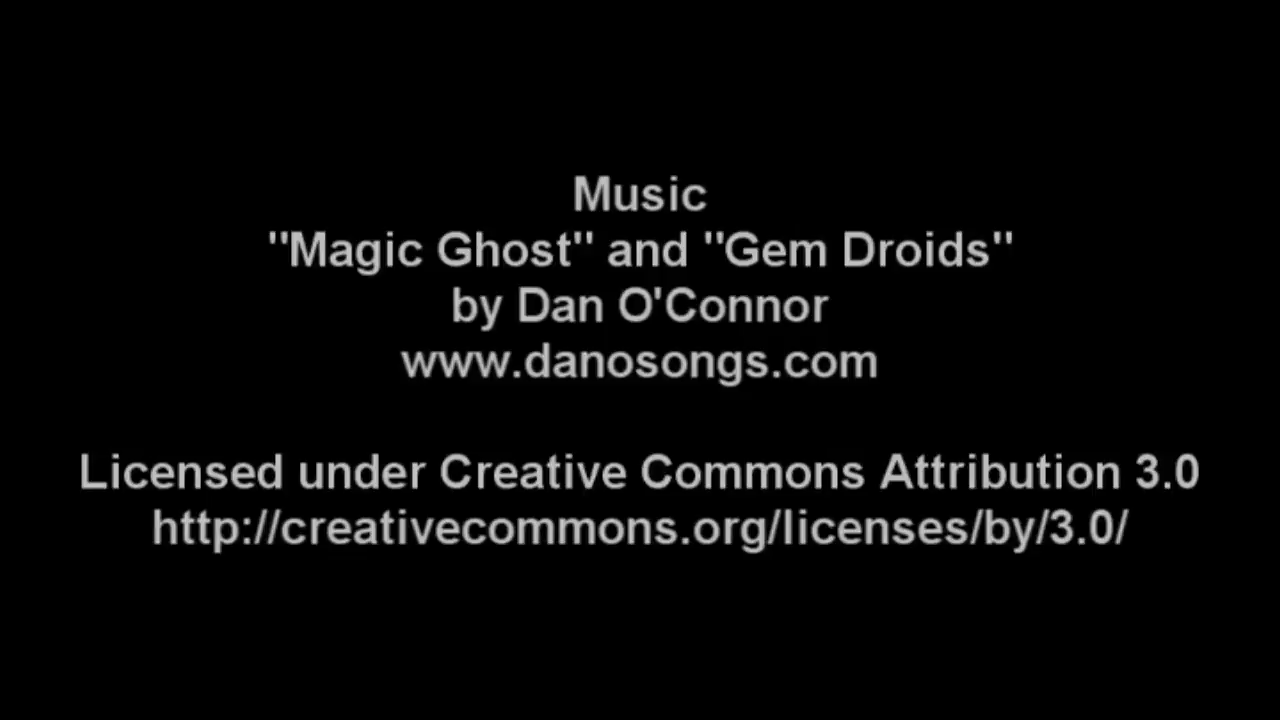 Music
"Magic Ghost" and "Gem Droids"
by Dan O'Connor
www.danosongs.com
Licensed under Creative Commons Attribution 3.0
http://creativecommons.org/licenses/by/3.0/